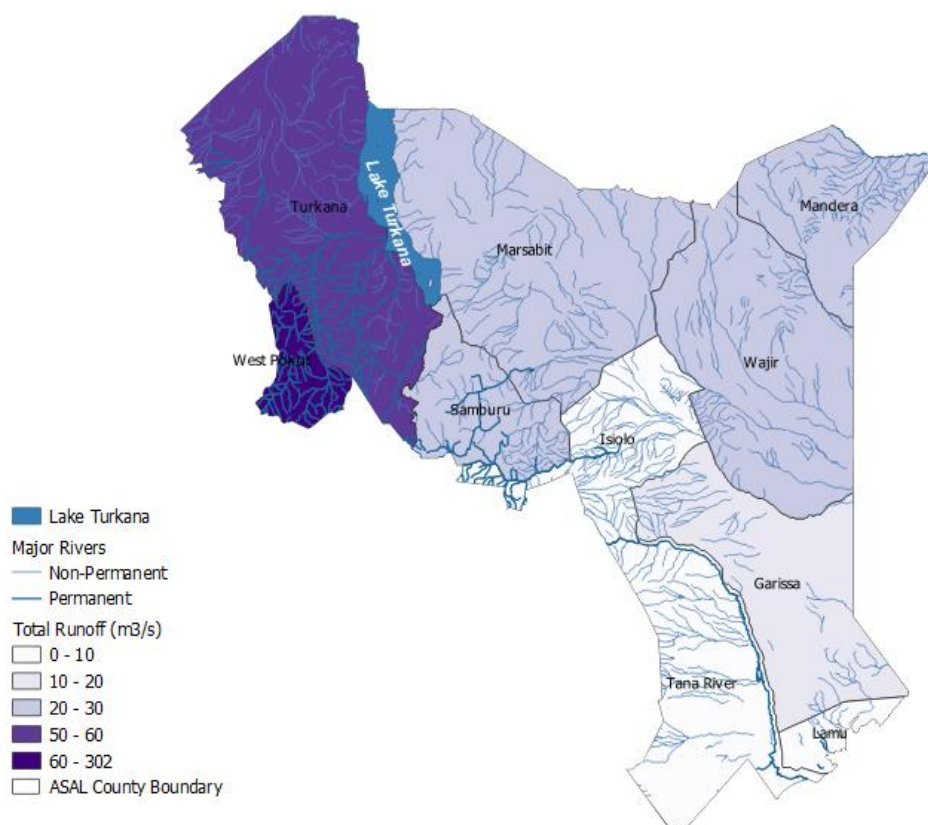 Lake Turkana
Turkana
Mandera
Marsabit
West Pokot
Wajir
Samburu
Isiolo
Garissa
Tana River
Lamu
Lake Turkana
Major Rivers
Non-Permanent
Permanent
Total Runoff (m3/s)
0 - 10
10 - 20
20 - 30
50 - 60
60 - 302
ASAL County Boundary